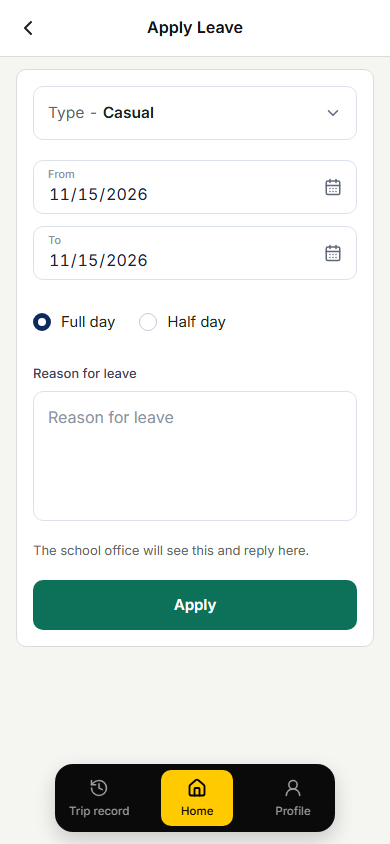 Apply Leave
Type - Casual
From
11/15/2026
To
11/15/2026
Full day
Half day
Reason for leave
Reason for leave
The school office will see this and reply here.
Apply
Trip record
Home
Profile